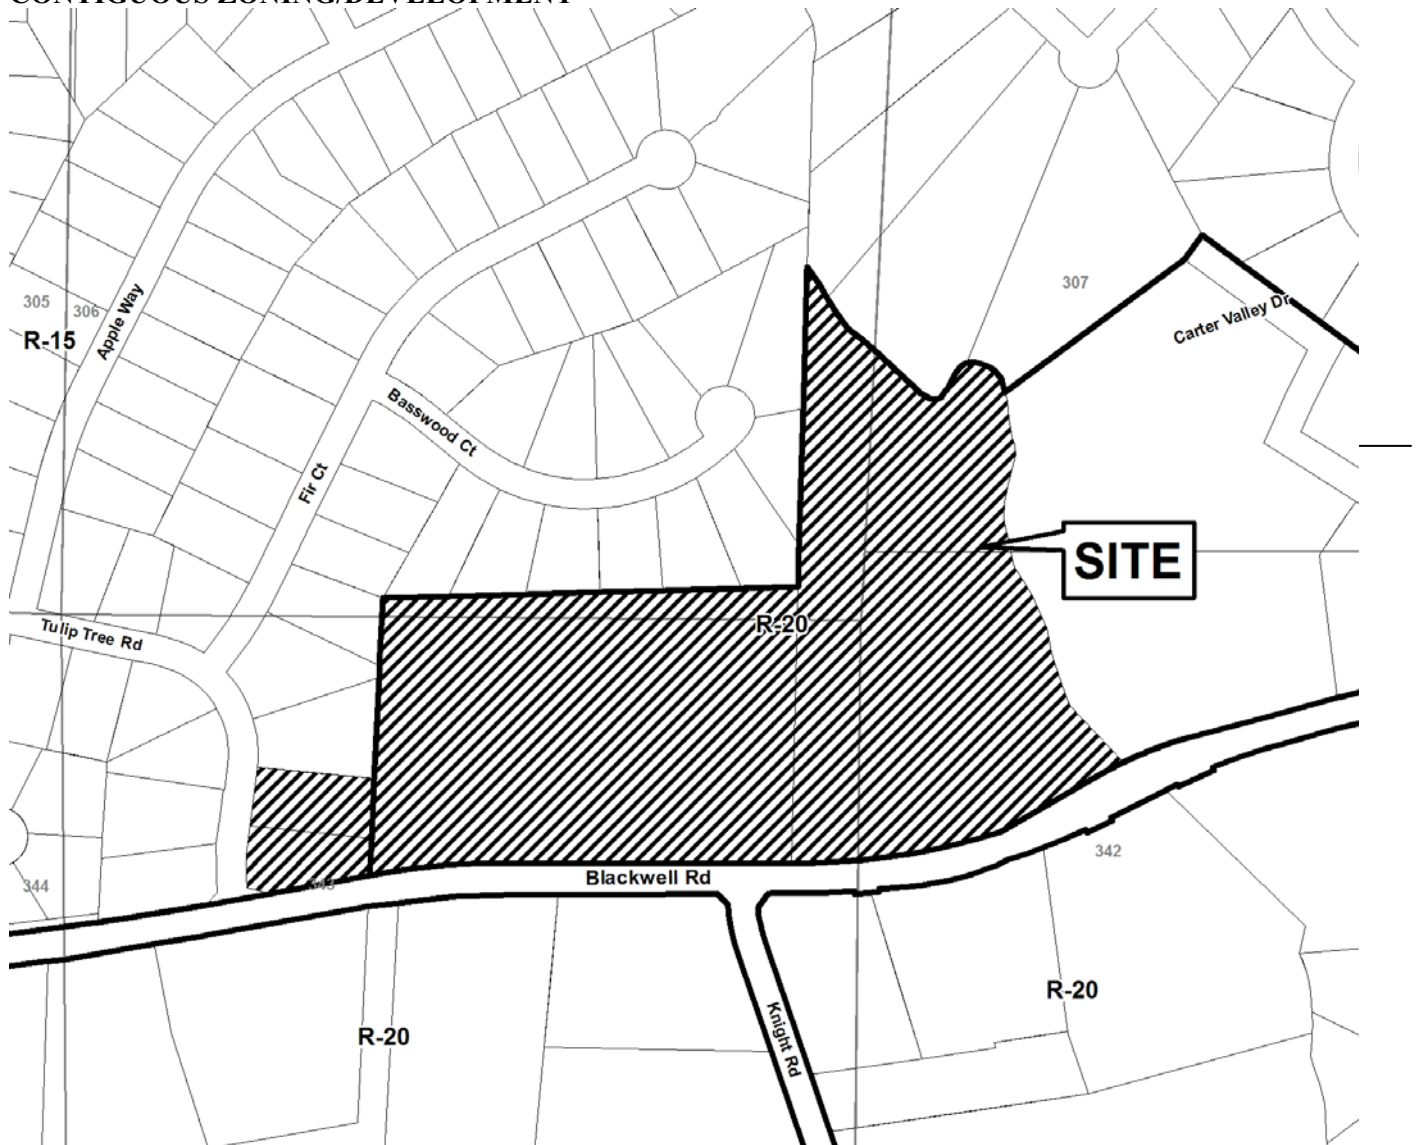 CONTIGUOUS ZONING/DEVELOPMENT
307
305
306
Apple Way
R-15
Carter Valley Dr
Basswood Ct
Fir Ct
SITE
R-20
Tulip Tree Rd
342
Blackwell Rd
344
343
R-20
Knight Rd
R-20